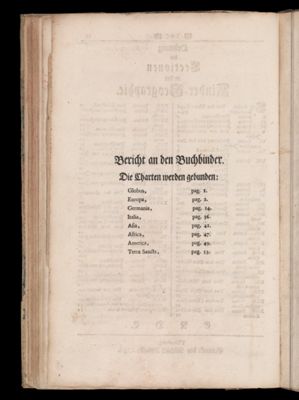 Bericht an den Buchbinder.
Die Charten werden gebunden:
Globus, pag. 1.
Europa, pag. 2.
Germania, pag. 14.
Italia, pag. 36.
Asia, pag. 42.
Africa, pag. 47.
America, pag. 49.
Terra Sancta, pag. 52.